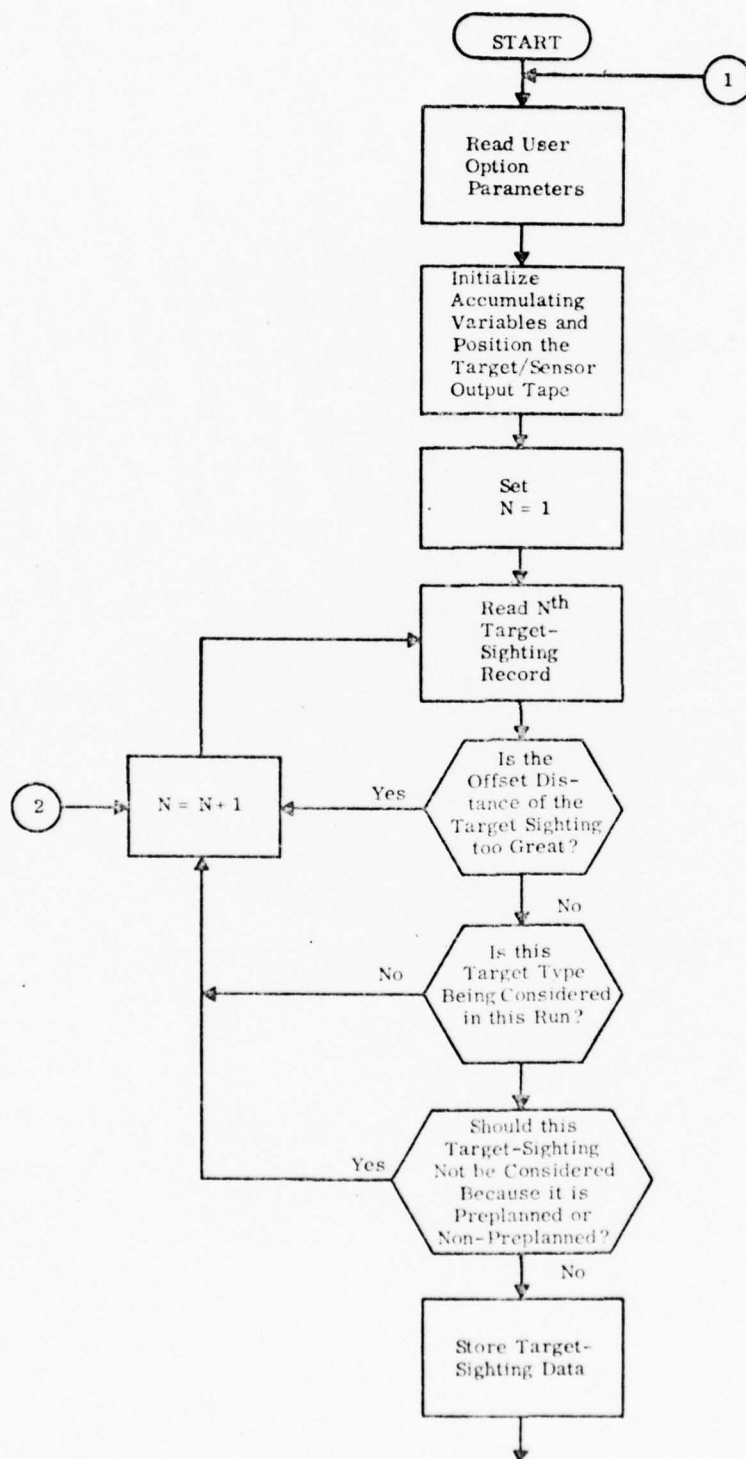 START
1
Read User
Option
Parameters
Initialize
Accumulating
Variables and
Position the
Target/Sensor
Output Tape
Set
N = 1
Read Nth
Target-
Sighting
Record
2
N = N + 1
Yes
Is the
Offset Dis-
tance of the
Target Sighting
too Great?
No
No
Is this
Target Type
Being Considered
in this Run?
Yes
Should this
Target-Sighting
Not be Considered
Because it is
Preplanned or
Non-Preplanned?
No
Store Target-
Sighting Data